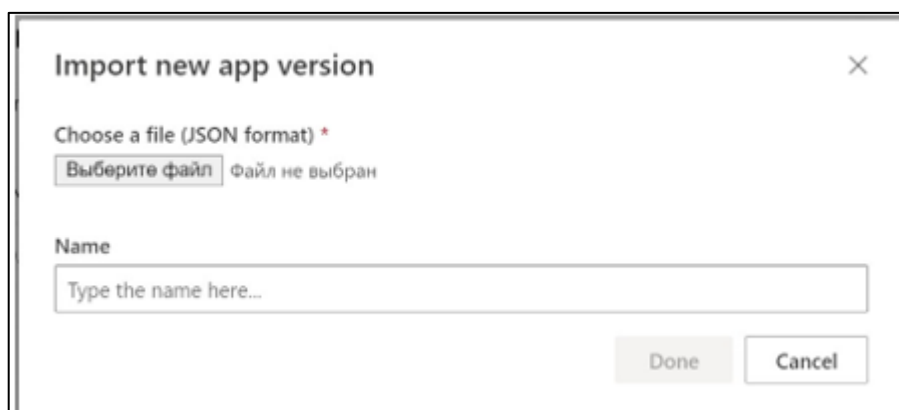 Import new app version
Choose a file (JSON format) *
Выберите файл Файл не выбран
Name
Type the name here...
Done Cancel